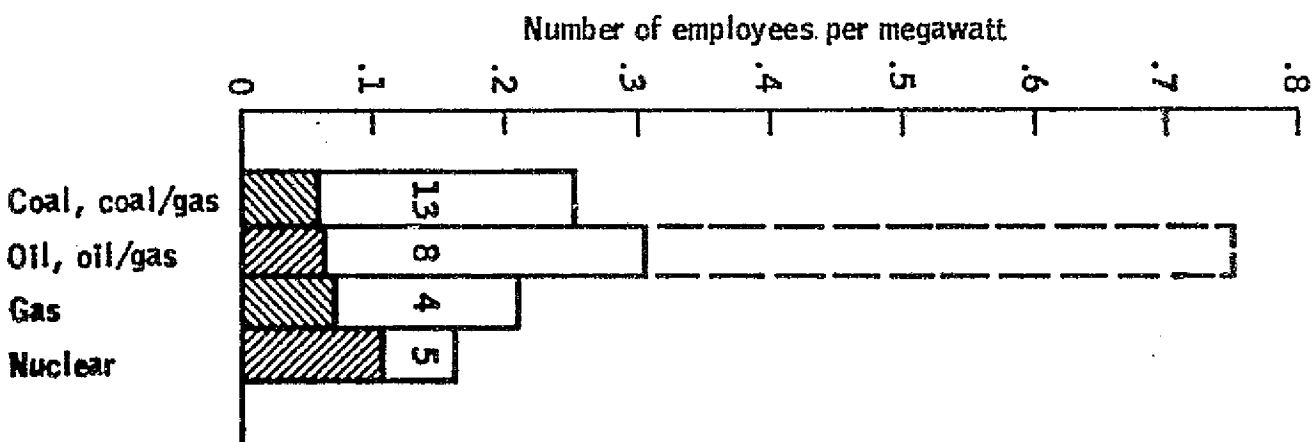 Number of employees per megawatt
0 .1 .2 .3 .4 .5 .6 .7 .8
Coal, coal/gas 13
Oil, oil/gas 8
Gas 4
Nuclear 5